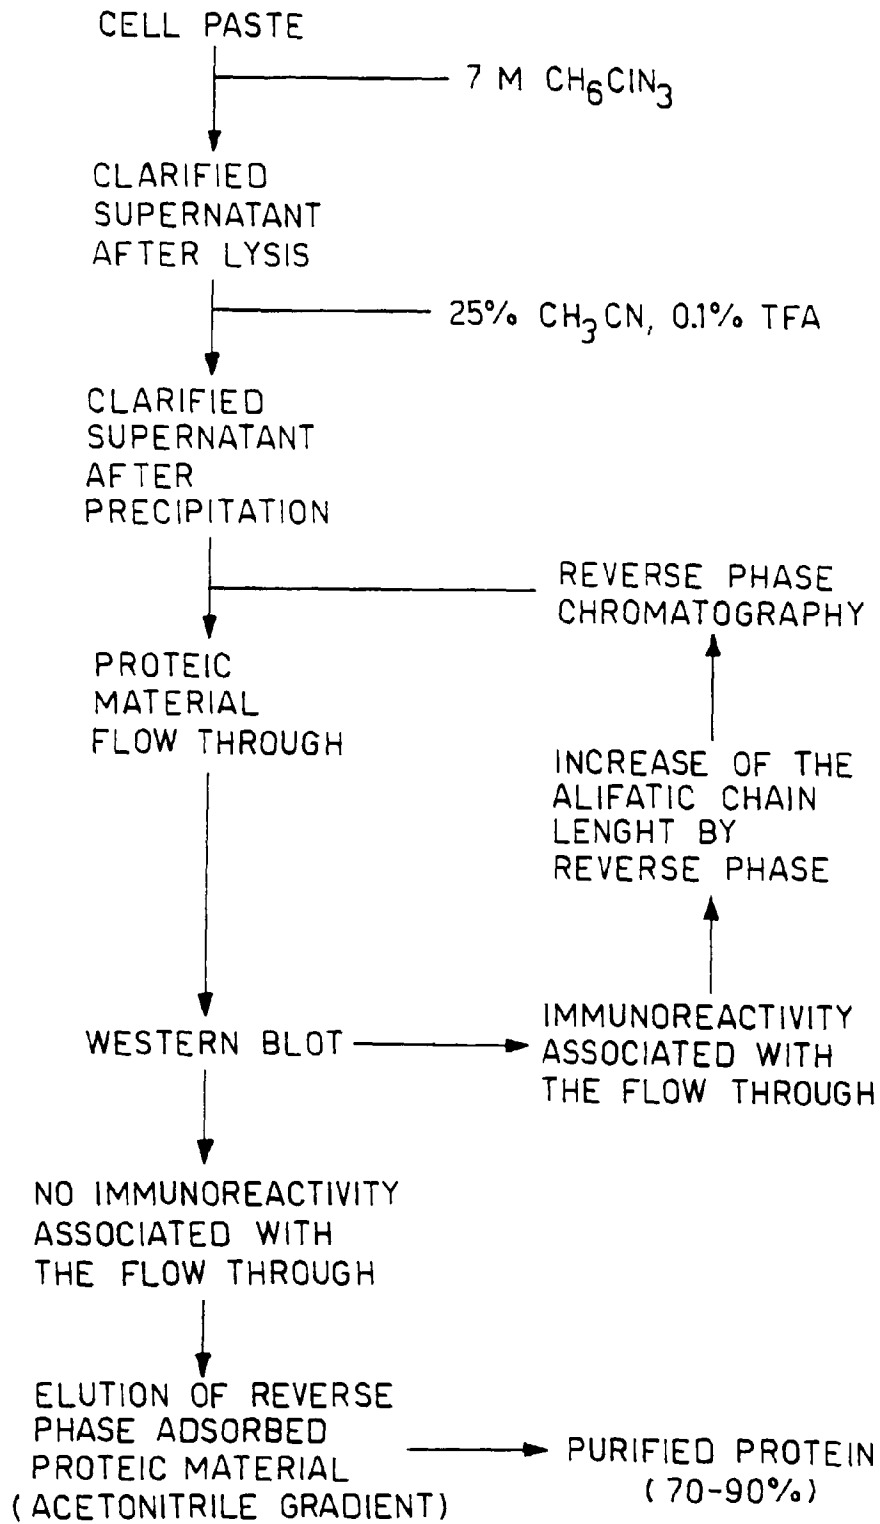 CELL PASTE
7 M CH₆ClN₃
CLARIFIED
SUPERNATANT
AFTER LYSIS
25% CH₃CN, 0.1% TFA
CLARIFIED
SUPERNATANT
AFTER
PRECIPITATION
REVERSE PHASE
CHROMATOGRAPHY
PROTEIC
MATERIAL
FLOW THROUGH
INCREASE OF THE
ALIFATIC CHAIN
LENGHT BY
REVERSE PHASE
WESTERN BLOT
IMMUNOREACTIVITY
ASSOCIATED WITH
THE FLOW THROUGH
NO IMMUNOREACTIVITY
ASSOCIATED WITH
THE FLOW THROUGH
ELUTION OF REVERSE
PHASE ADSORBED
PROTEIC MATERIAL
(ACETONITRILE GRADIENT)
PURIFIED PROTEIN
(70-90%)